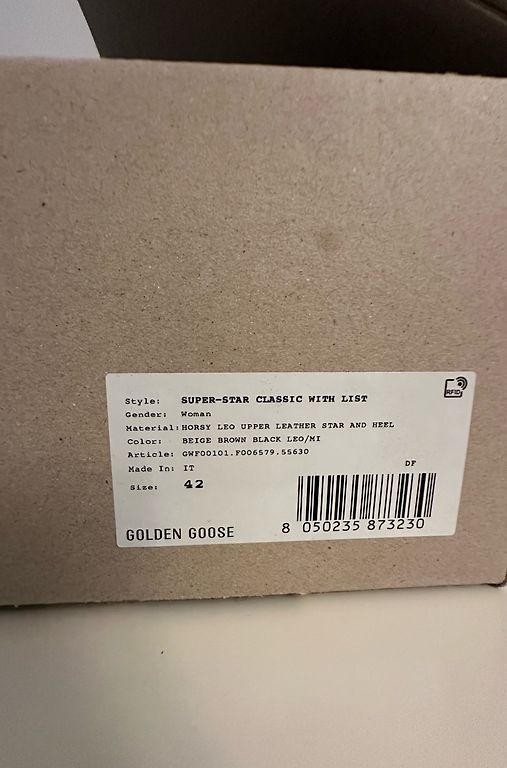 RFID
Style: SUPER-STAR CLASSIC WITH LIST
Gender: Woman
Material: HORSY LEO UPPER LEATHER STAR AND HEEL
Color: BEIGE BROWN BLACK LEO/MI
Article: GWF00101.F006579.55630
Made In: IT
DF
Size: 42
GOLDEN GOOSE
8 050235 873230